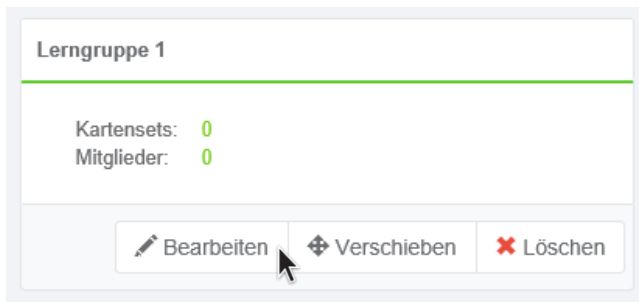 Lerngruppe 1
Kartensets: 0
Mitglieder: 0
Bearbeiten Verschieben Löschen